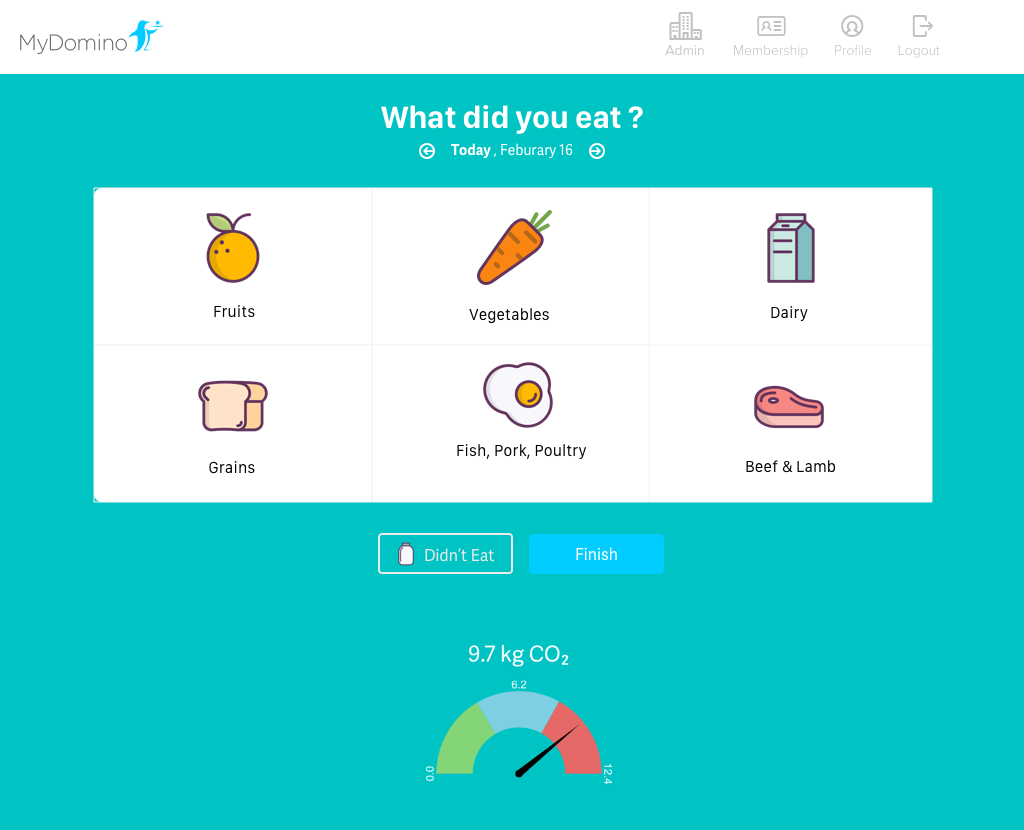 MyDomino
Admin Membership Profile Logout
What did you eat ?
Today , Feburary 16
Fruits Vegetables Dairy
Grains Fish, Pork, Poultry Beef & Lamb
Didn't Eat Finish
9.7 kg CO₂
6.2
0.0 12.4